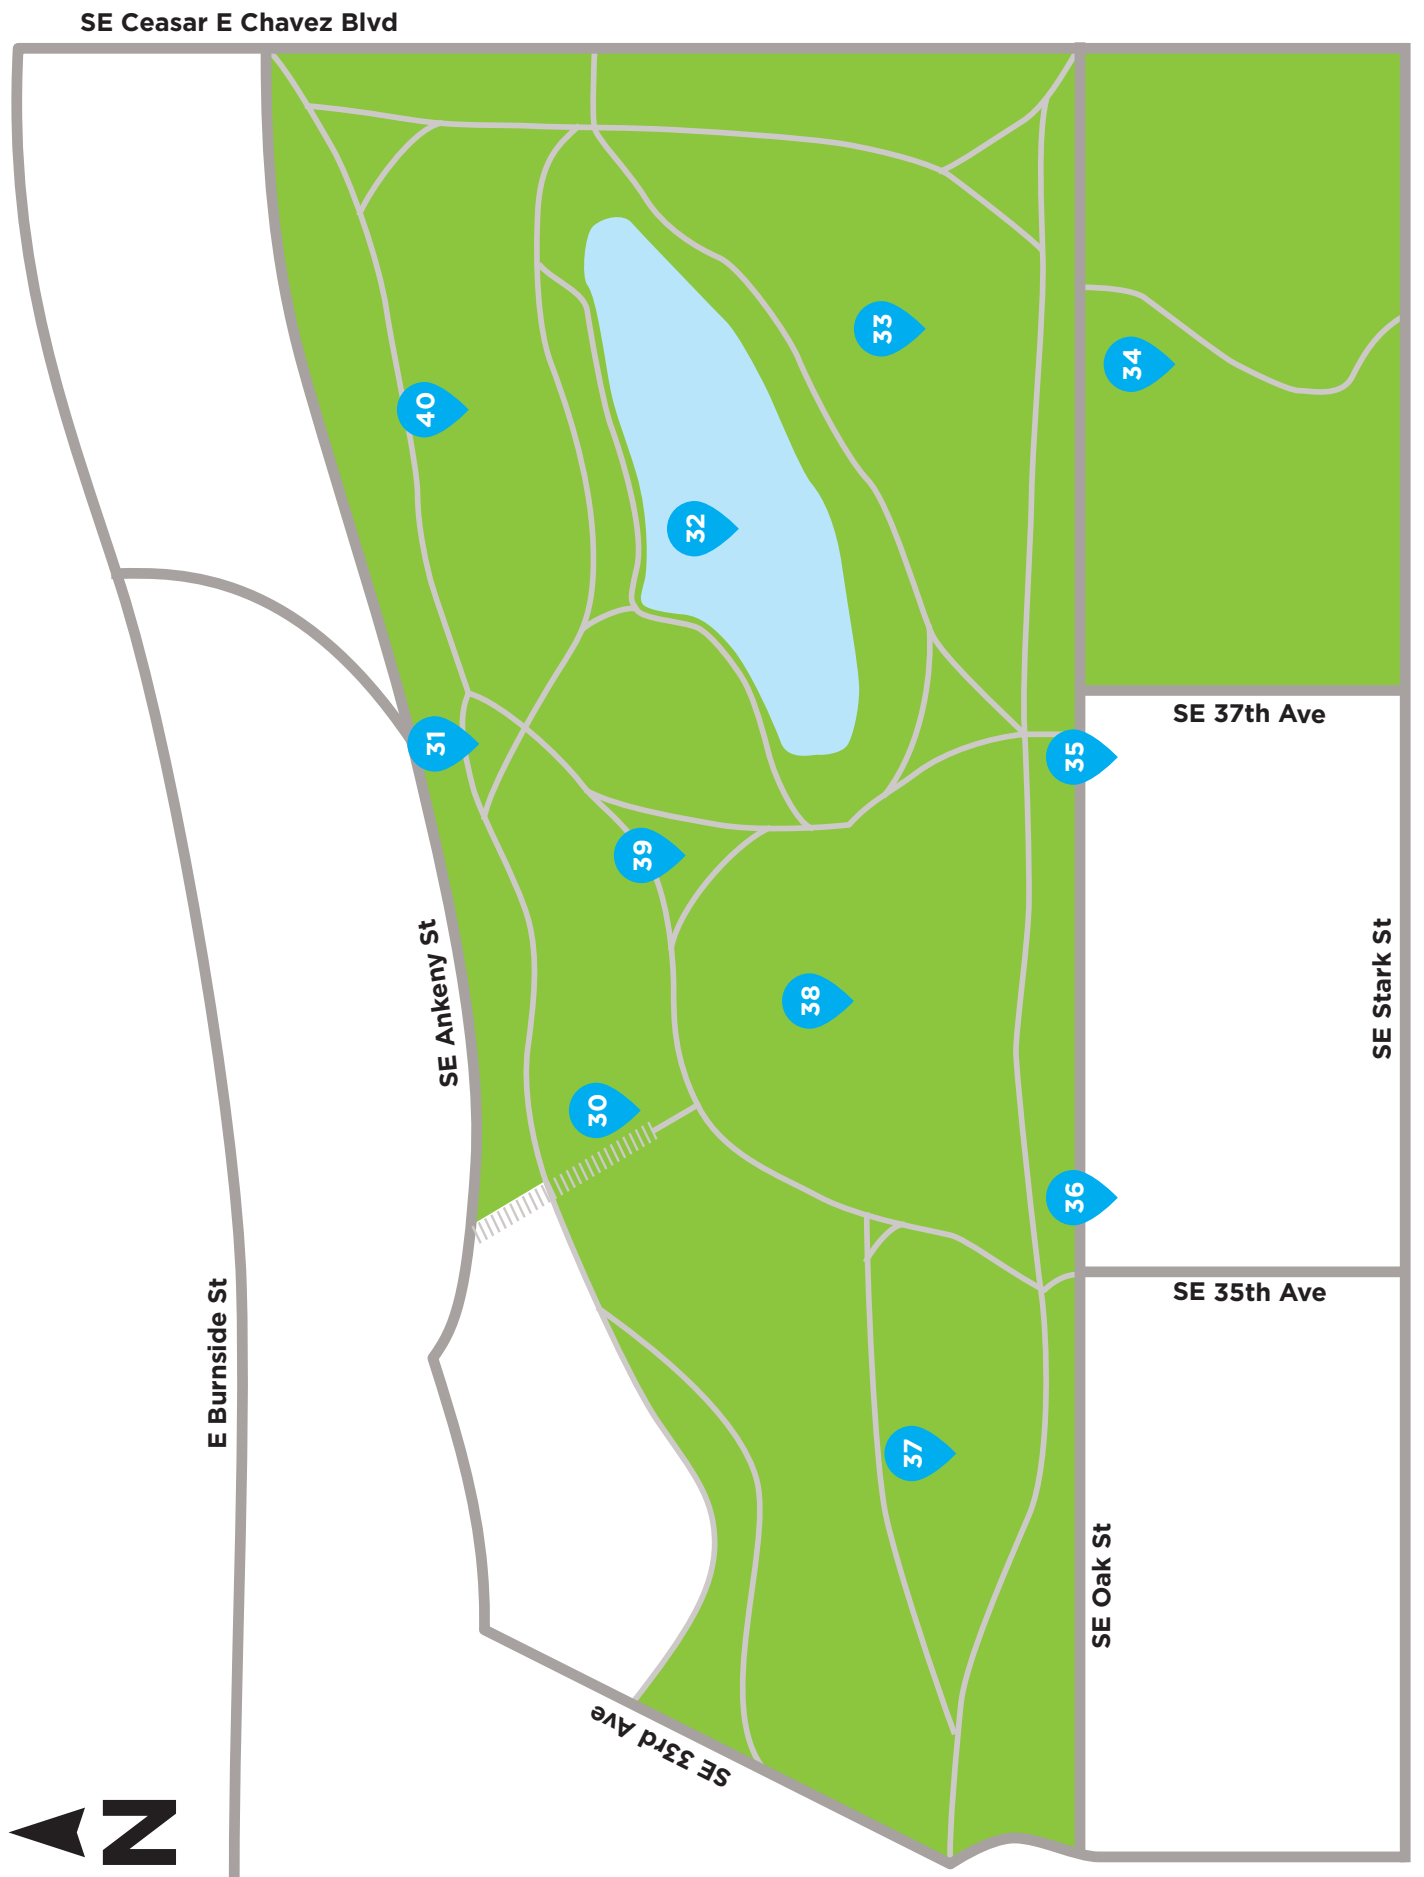 SE Ceasar E Chavez Blvd
33
34
40
32
SE 37th Ave
31
35
39
SE Ankeny St
SE Stark St
38
30
36
E Burnside St
SE 35th Ave
37
SE Oak St
SE 33rd Ave
N